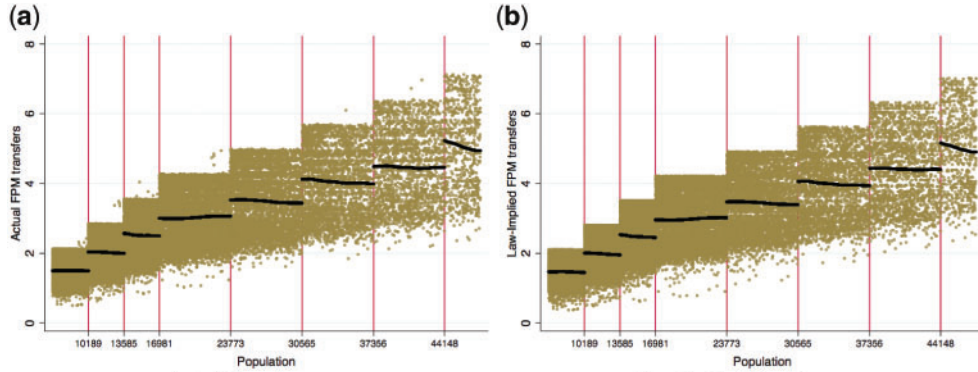 (a)
Actual FPM transfers
8
6
4
2
0
10189 13585 16981 23773 30565 37356 44148
Population
(b)
Law-Implied FPM transfers
8
6
4
2
0
10189 13585 16981 23773 30565 37356 44148
Population